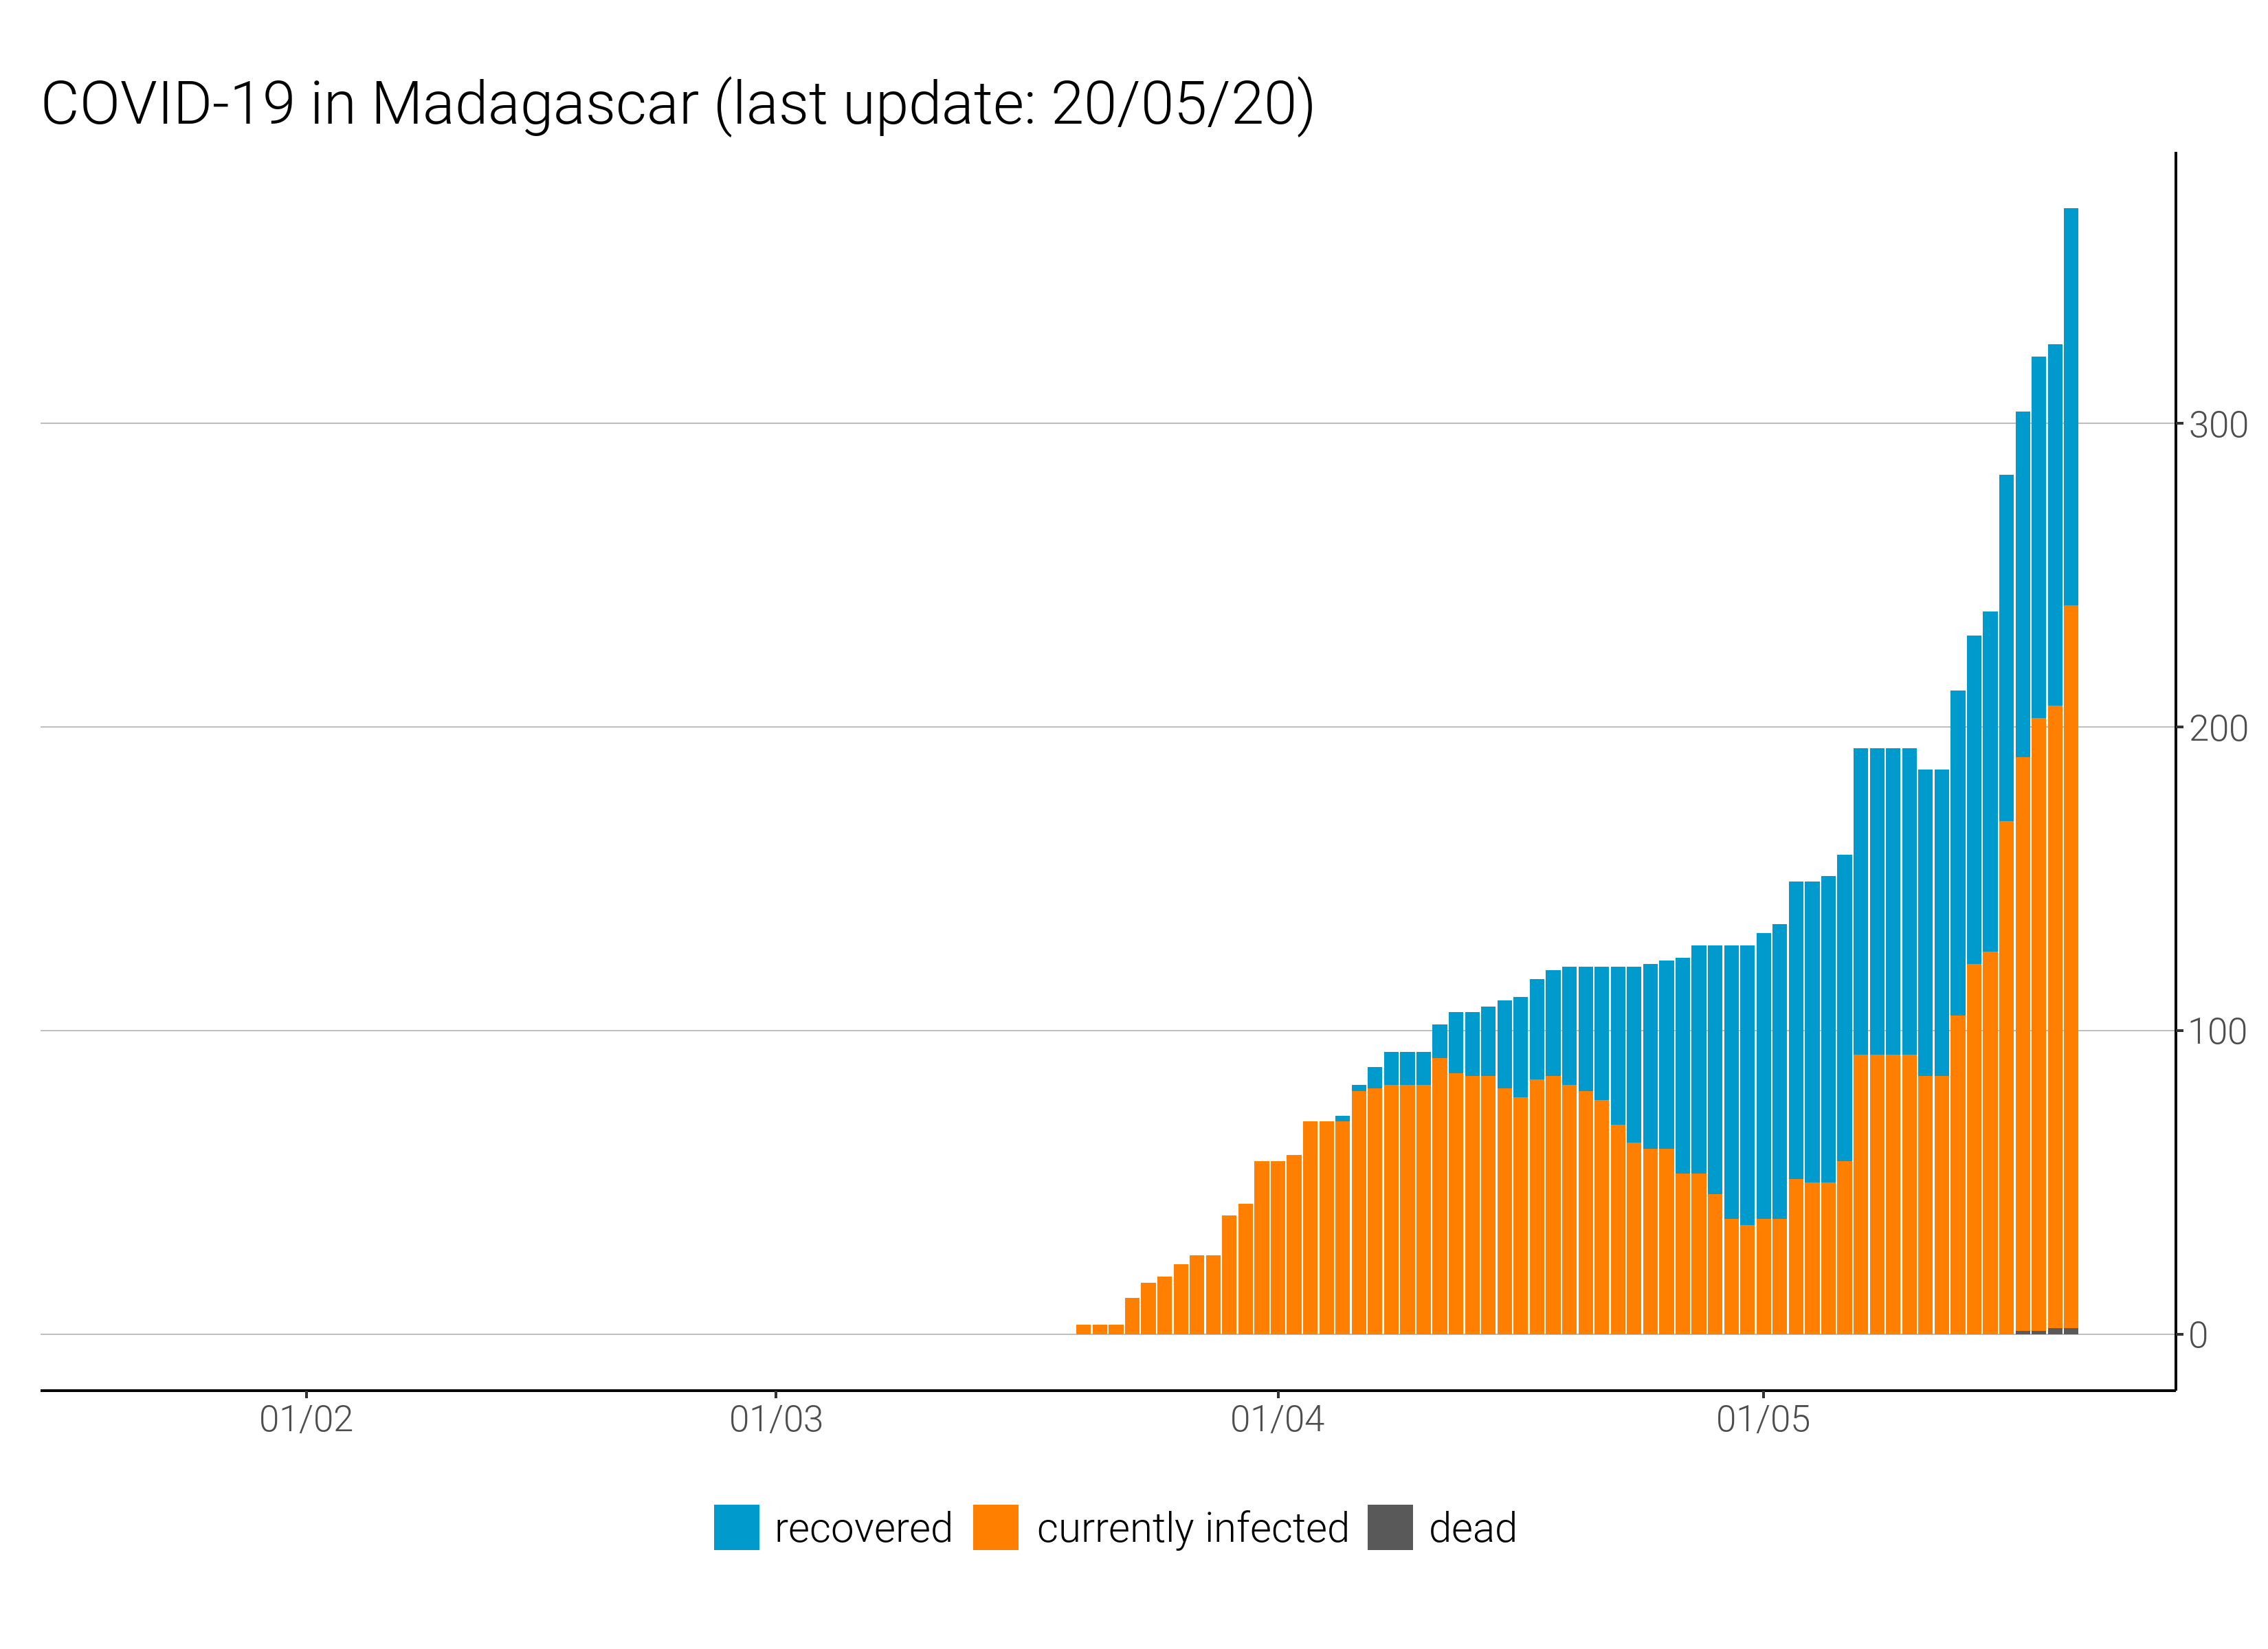 COVID-19 in Madagascar (last update: 20/05/20)
300
200
100
0
01/02 01/03 01/04 01/05
recovered currently infected dead